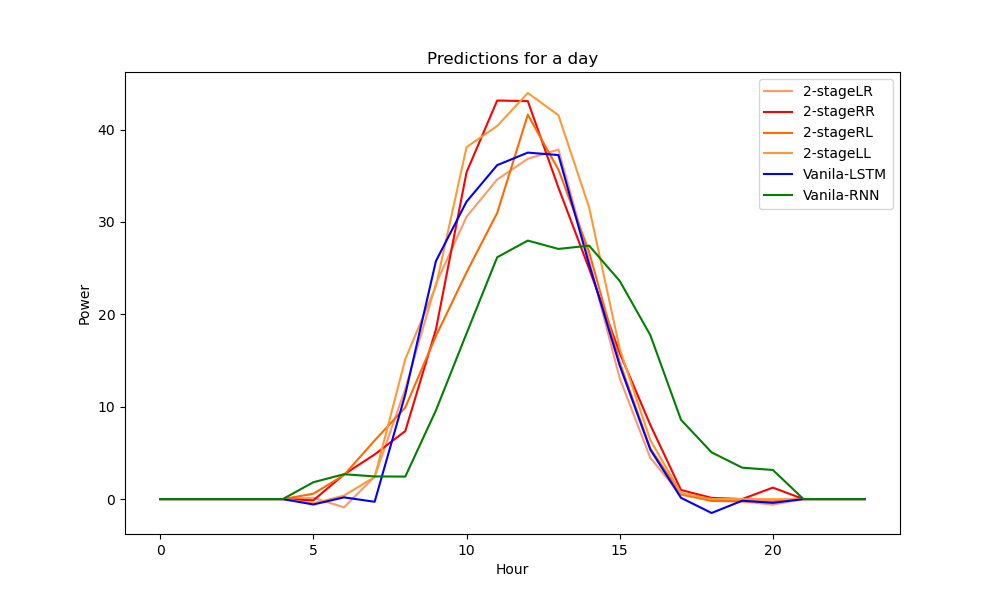 Predictions for a day
2-stageLR
2-stageRR
2-stageRL
2-stageLL
Vanila-LSTM
Vanila-RNN
Power
40
30
20
10
0
0 5 10 15 20
Hour